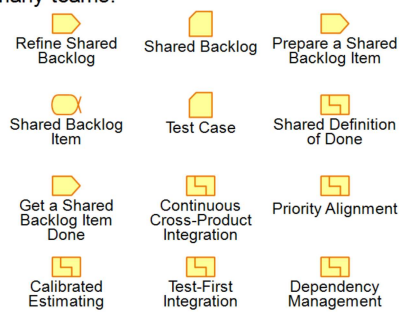 many teams?
Refine Shared
Backlog
Shared Backlog
Prepare a Shared
Backlog Item
Shared Backlog
Item
Test Case
Shared Definition
of Done
Get a Shared
Backlog Item
Done
Continuous
Cross-Product
Integration
Priority Alignment
Calibrated
Estimating
Test-First
Integration
Dependency
Management